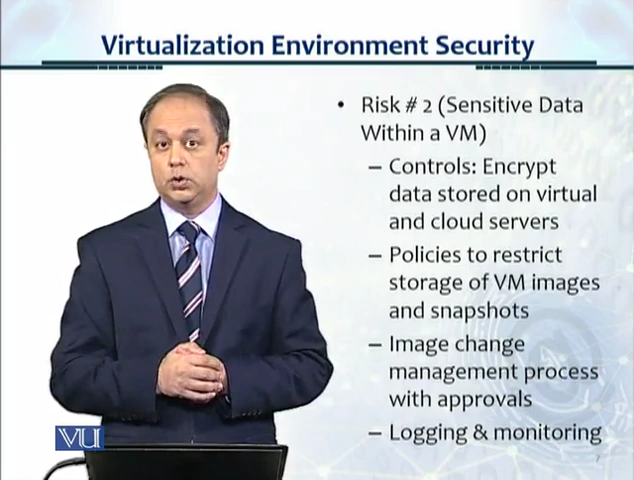 Virtualization Environment Security
• Risk # 2 (Sensitive Data
Within a VM)
– Controls: Encrypt
data stored on virtual
and cloud servers
– Policies to restrict
storage of VM images
and snapshots
– Image change
management process
with approvals
– Logging & monitoring
VU
7